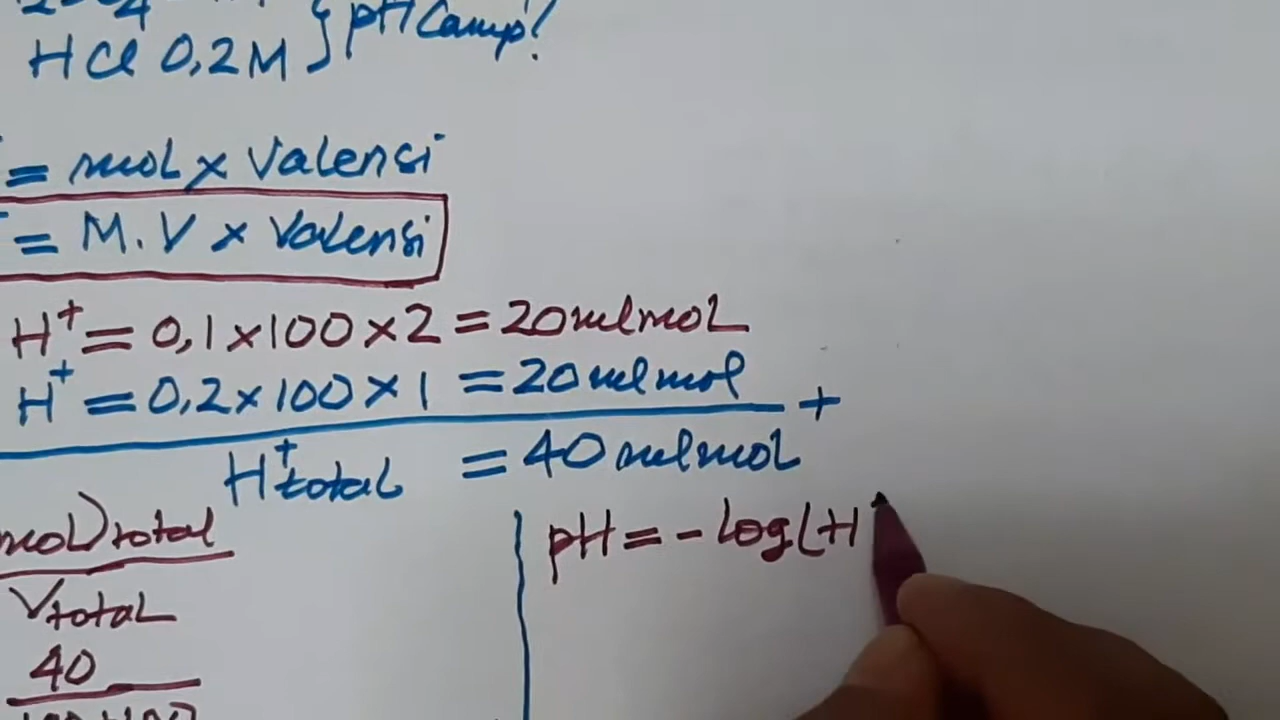 HCl 0,2M } pH Camp!
= mol x Valensi
= M.V x Valensi
H+ = 0,1 x 100 x 2 = 20 mlmol
H+ = 0,2 x 100 x 1 = 20 mlmol +
H+total = 40 mlmol
mol)total
Vtotal
40
pH = - log (H